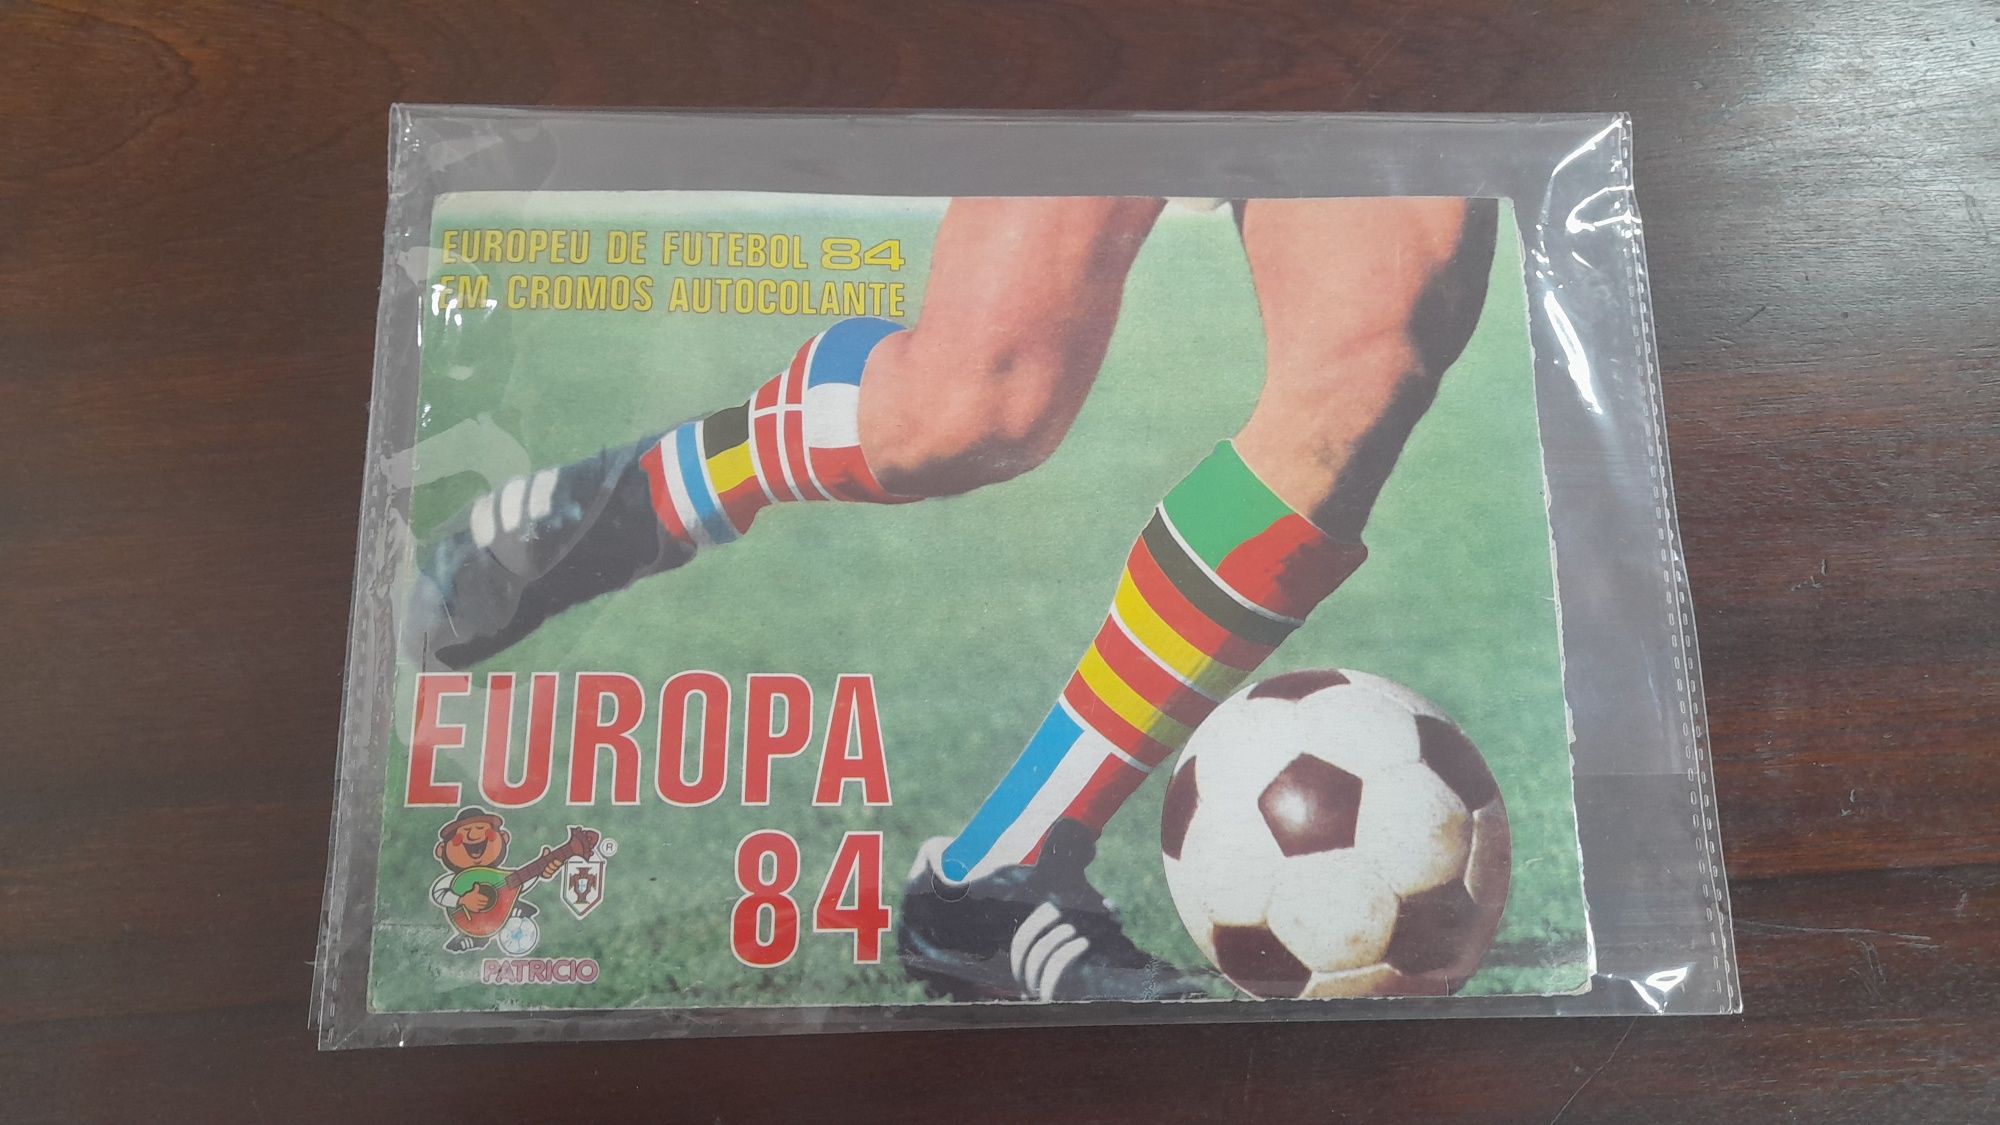 EUROPEU DE FUTEBOL 84
EM CROMOS AUTOCOLANTE
EUROPA
84
®
PATRICIO